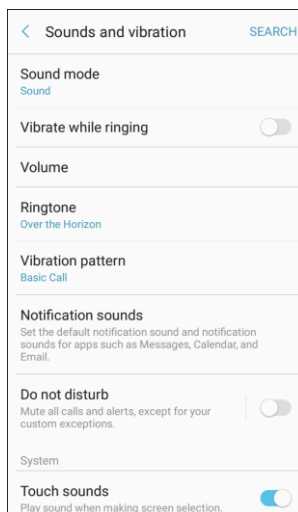 Sounds and vibration SEARCH
Sound mode
Sound
Vibrate while ringing
Volume
Ringtone
Over the Horizon
Vibration pattern
Basic Call
Notification sounds
Set the default notification sound and notification
sounds for apps such as Messages, Calendar, and
Email.
Do not disturb
Mute all calls and alerts, except for your
custom exceptions.
System
Touch sounds
Play sound when making screen selection.